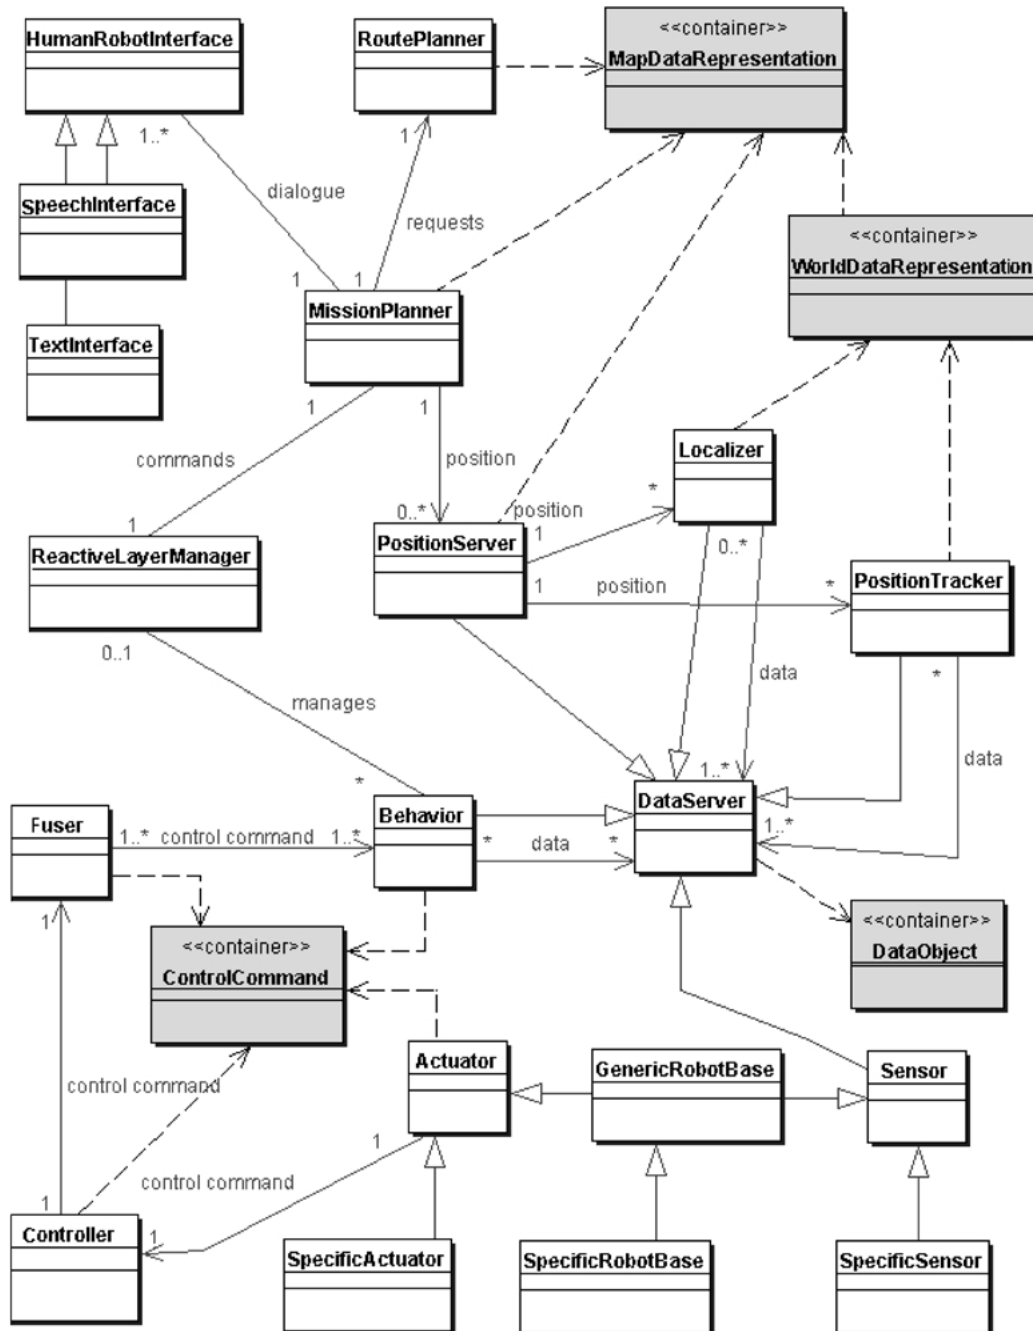 HumanRobotInterface
RoutePlanner
<<container>>
MapDataRepresentation
1..*
1
SpeechInterface
dialogue
requests
<<container>>
WorldDataRepresentation
1
1
MissionPlanner
TextInterface
1
1
commands
position
Localizer
*
0..*
position
1
1
ReactiveLayerManager
PositionServer
0..*
1
position
*
PositionTracker
0..1
data
*
manages
data
*
1..*
DataServer
Fuser
Behavior
1..*
control command
1..*
*
data
*
1..*
1
<<container>>
ControlCommand
<<container>>
DataObject
Actuator
GenericRobotBase
Sensor
control command
1
control command
1
1
Controller
SpecificActuator
SpecificRobotBase
SpecificSensor